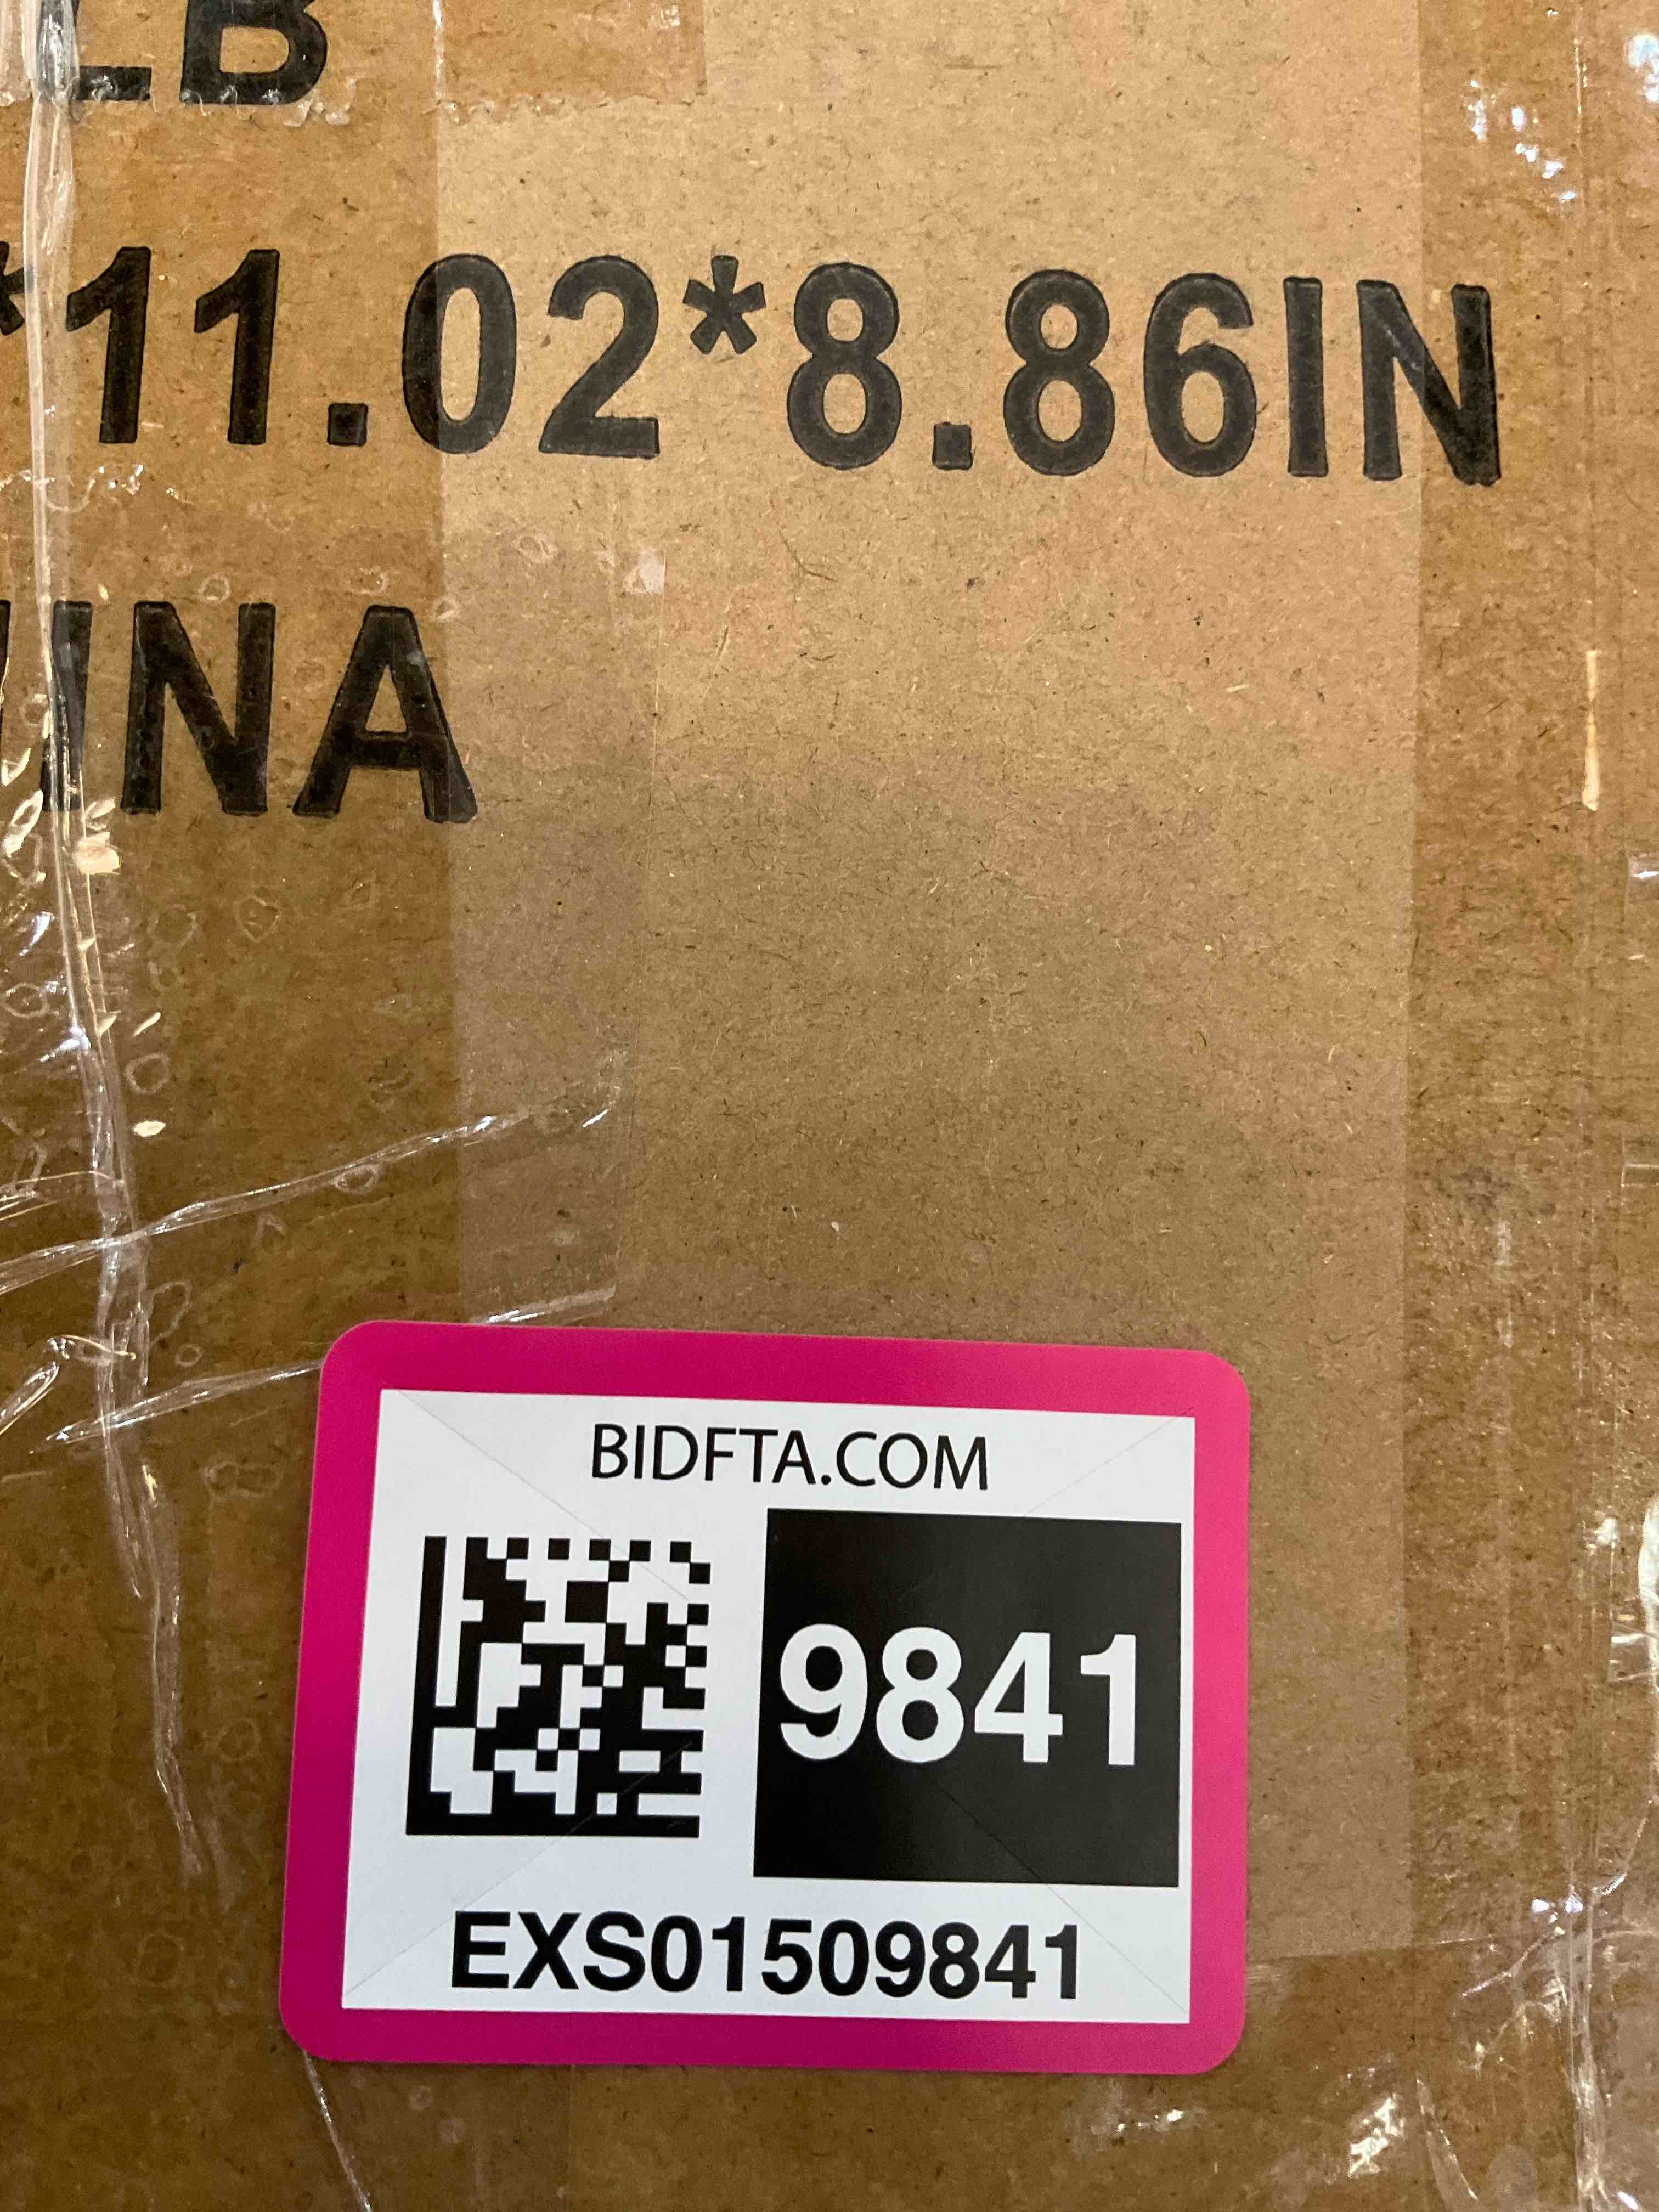 LB
*11.02*8.86IN
INA
BIDFTA.COM
9841
EXS01509841